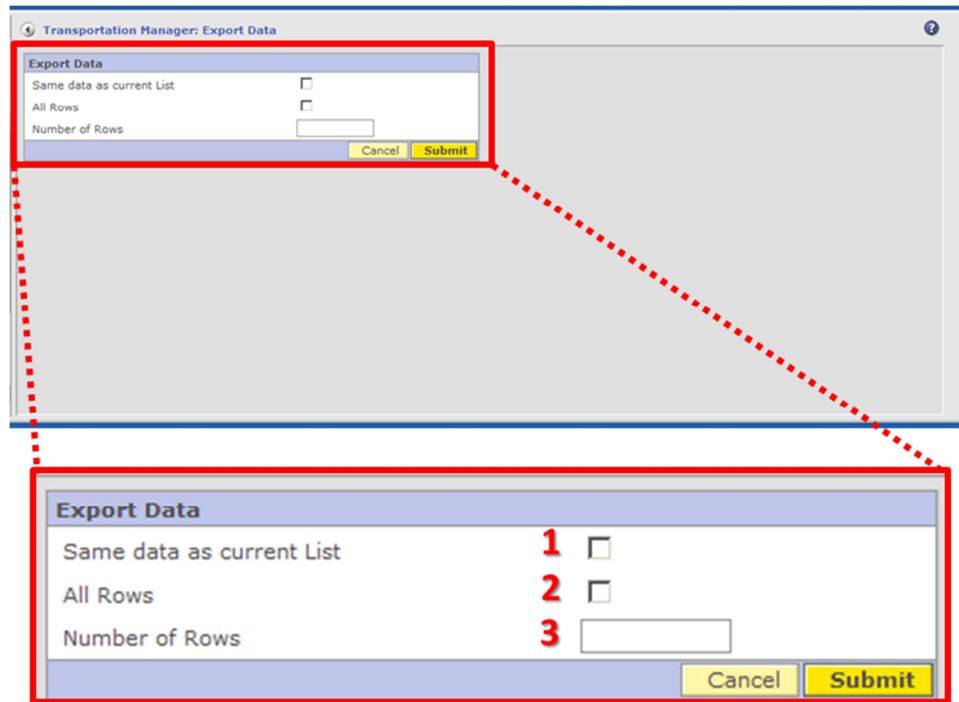 Transportation Manager: Export Data
Export Data
Same data as current List
All Rows
Number of Rows
Cancel Submit
Export Data
Same data as current List 1
All Rows 2
Number of Rows 3
Cancel Submit